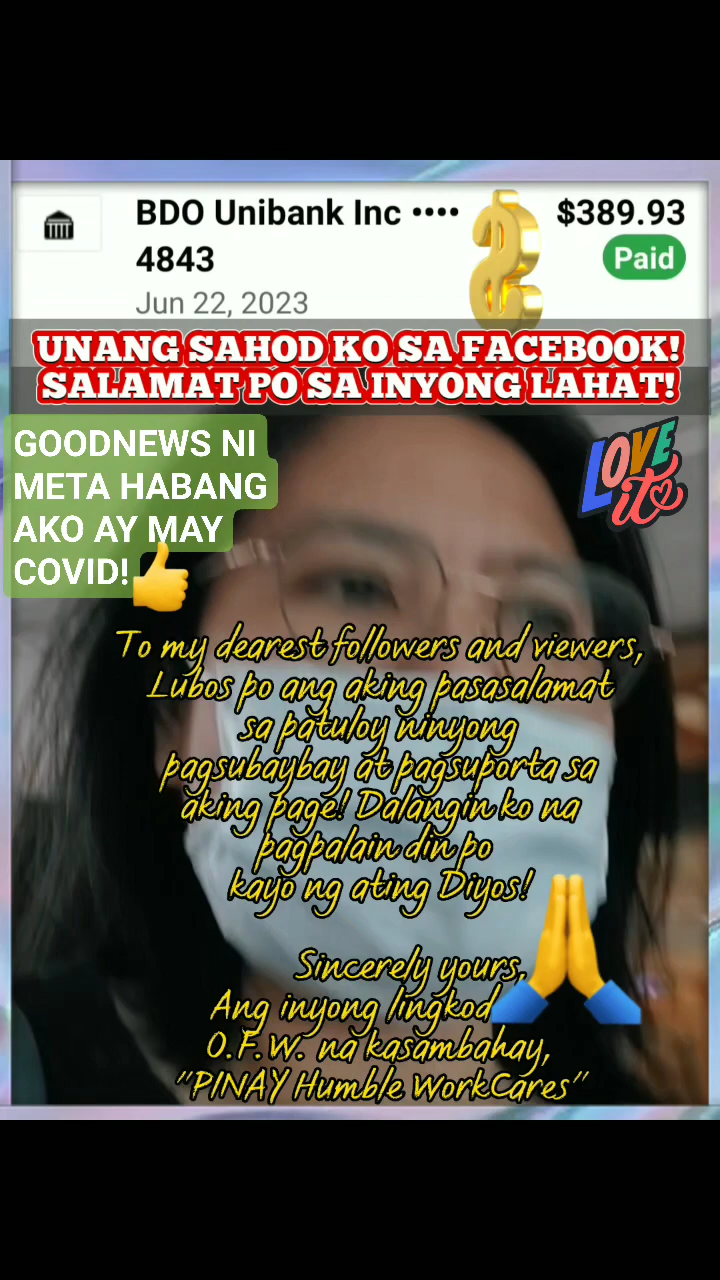 BDO Unibank Inc •••• $389.93
4843 Paid
Jun 22, 2023
UNANG SAHOD KO SA FACEBOOK!
SALAMAT PO SA INYONG LAHAT!
GOODNEWS NI
META HABANG
AKO AY MAY
COVID!
LOVE
it
To my dearest followers and viewers,
Lubos po ang aking pasasalamat
sa patuloy ninyong
pagsubaybay at pagsuporta sa
aking page! Dalangin ko na
pagpalain din po
kayo ng ating Diyos!
Sincerely yours,
Ang inyong lingkod
O.F.W. na kasambahay,
"PINAY Humble WorkCares"